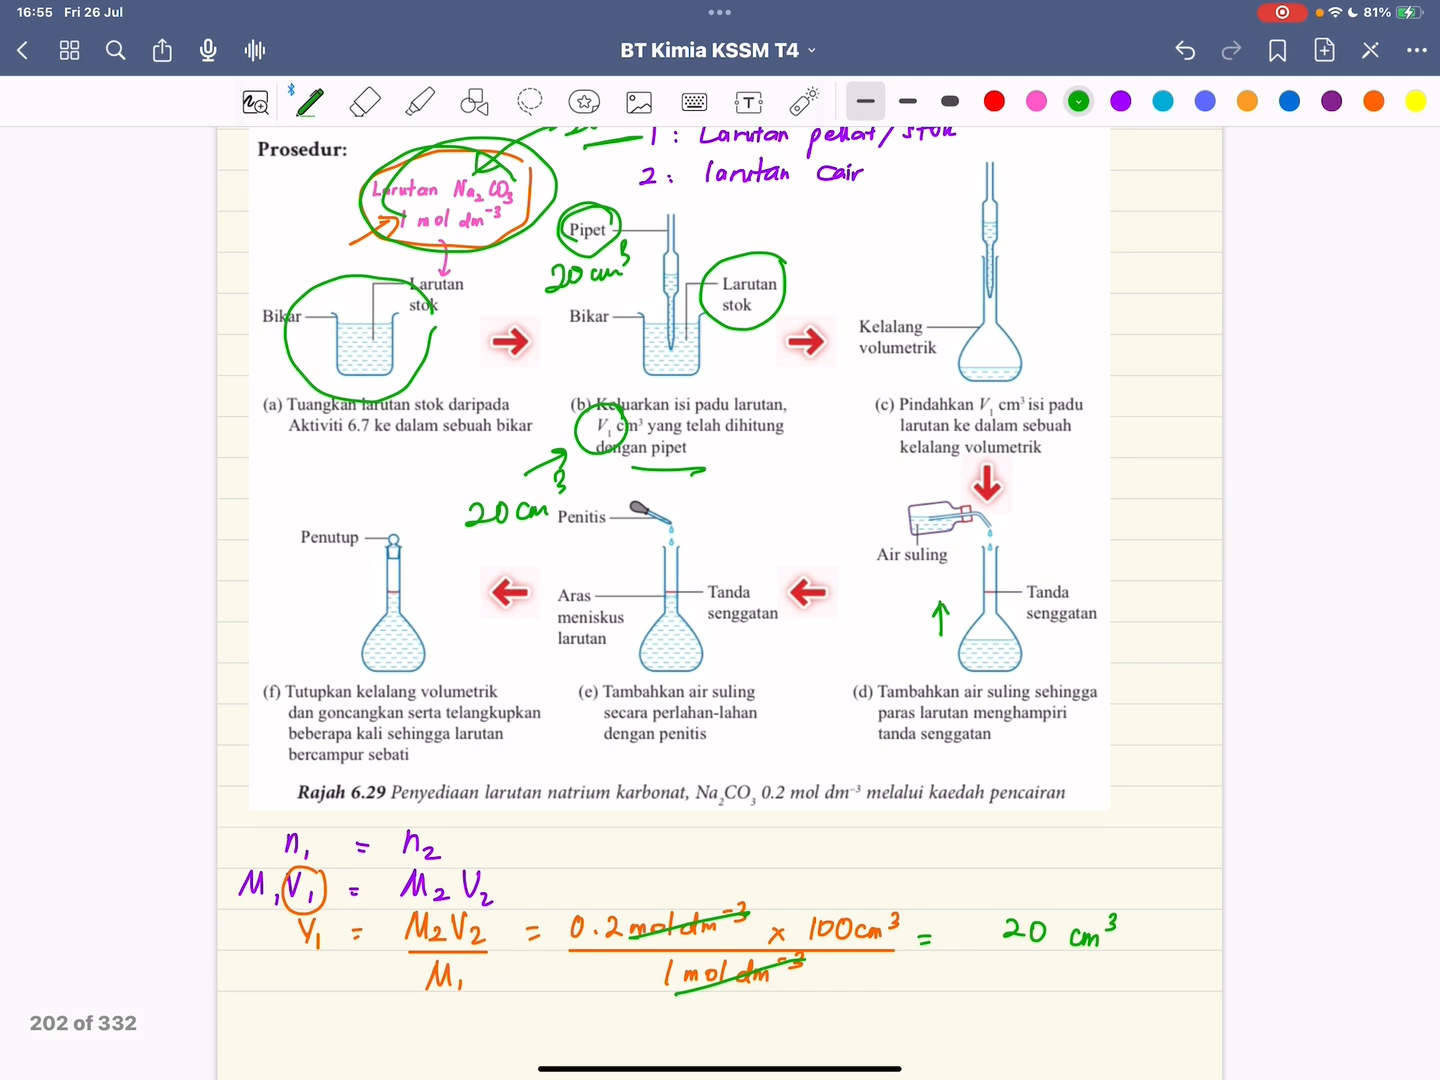 16:55 Fri 26 Jul
81%
BT Kimia KSSM T4
T
Prosedur:
1 : Larutan pekat / stok
2 : larutan cair
Larutan Na₂CO₃
1 mol dm⁻³
Larutan
stok
Bikar
Pipet
20 cm³
Larutan
stok
Bikar
Kelalang
volumetrik
(a) Tuangkan larutan stok daripada
Aktiviti 6.7 ke dalam sebuah bikar
(b) Keluarkan isi padu larutan,
V₁ cm³ yang telah dihitung
dengan pipet
20 cm³
(c) Pindahkan V₁ cm³ isi padu
larutan ke dalam sebuah
kelalang volumetrik
Air suling
Tanda
senggatan
(d) Tambahkan air suling sehingga
paras larutan menghampiri
tanda senggatan
Penitis
Aras
meniskus
larutan
Tanda
senggatan
(e) Tambahkan air suling
secara perlahan-lahan
dengan penitis
Penutup
(f) Tutupkan kelalang volumetrik
dan goncangkan serta telangkupkan
beberapa kali sehingga larutan
bercampur sebati
Rajah 6.29 Penyediaan larutan natrium karbonat, Na₂CO₃ 0.2 mol dm⁻³ melalui kaedah pencairan
n₁ = n₂
M₁V₁ = M₂V₂
V₁ = M₂V₂ / M₁ = 0.2 mol dm⁻³ × 100 cm³ / 1 mol dm⁻³ = 20 cm³
202 of 332